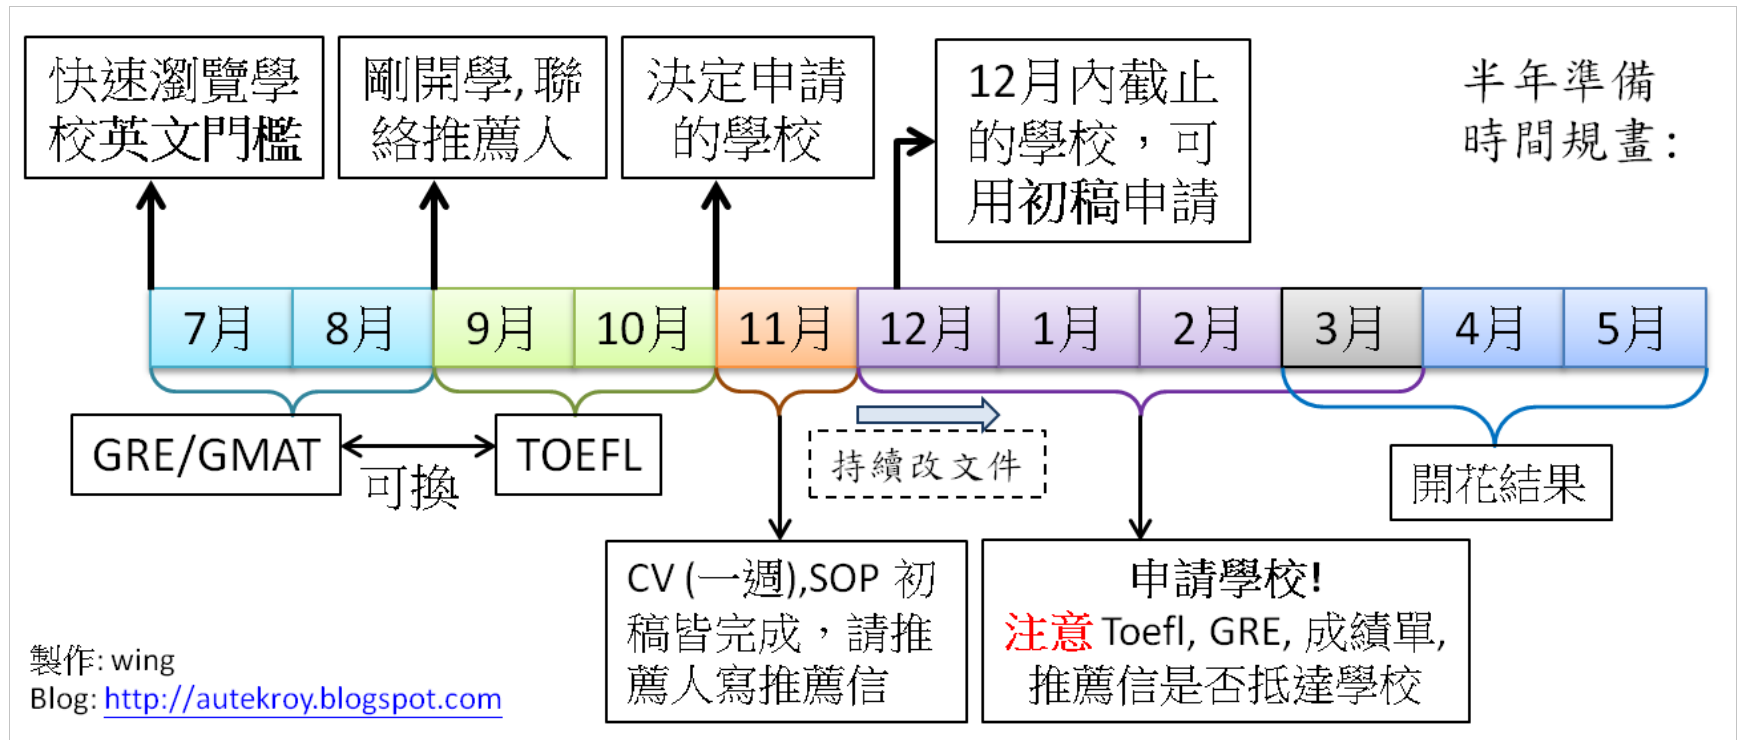 快速瀏覽學
校英文門檻
剛開學, 聯
絡推薦人
決定申請
的學校
12月內截止
的學校，可
用初稿申請
半年準備
時間規畫:
7月
8月
9月
10月
11月
12月
1月
2月
3月
4月
5月
GRE/GMAT
可換
TOEFL
持續改文件
開花結果
CV (一週),SOP 初
稿皆完成，請推
薦人寫推薦信
申請學校!
注意 Toefl, GRE, 成績單,
推薦信是否抵達學校
製作: wing
Blog: http://autekroy.blogspot.com